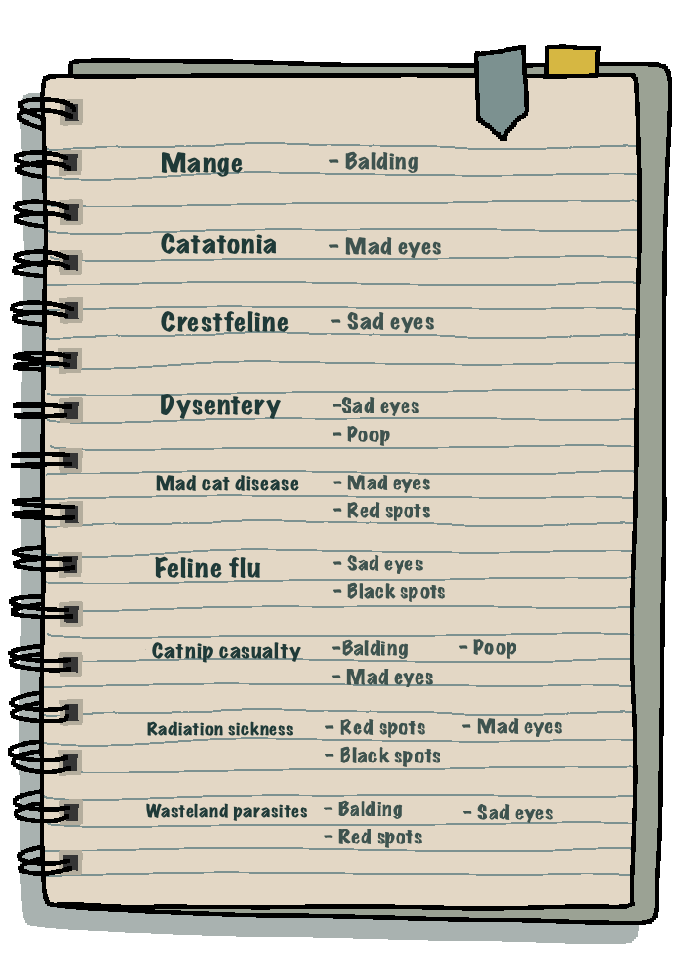 Mange - Balding
Catatonia - Mad eyes
Crestfeline - Sad eyes
Dysentery -Sad eyes
- Poop
Mad cat disease - Mad eyes
- Red spots
Feline flu - Sad eyes
- Black spots
Catnip casualty -Balding - Poop
- Mad eyes
Radiation sickness - Red spots - Mad eyes
- Black spots
Wasteland parasites - Balding - Sad eyes
- Red spots